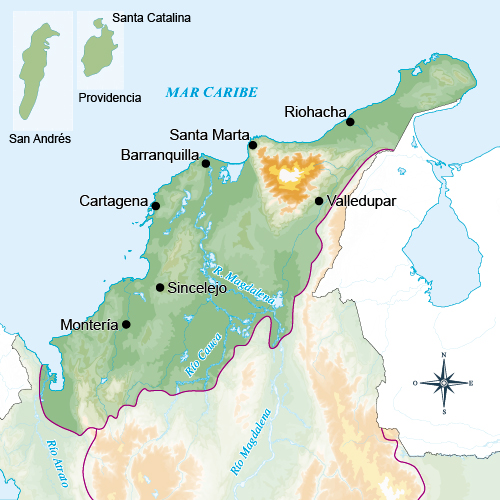 Santa Catalina
Providencia
San Andrés
MAR CARIBE
Riohacha
Santa Marta
Barranquilla
Cartagena
Valledupar
R. Magdalena
Sincelejo
Montería
Río Cauca
N
O
E
S
Río Magdalena
Río Atrato